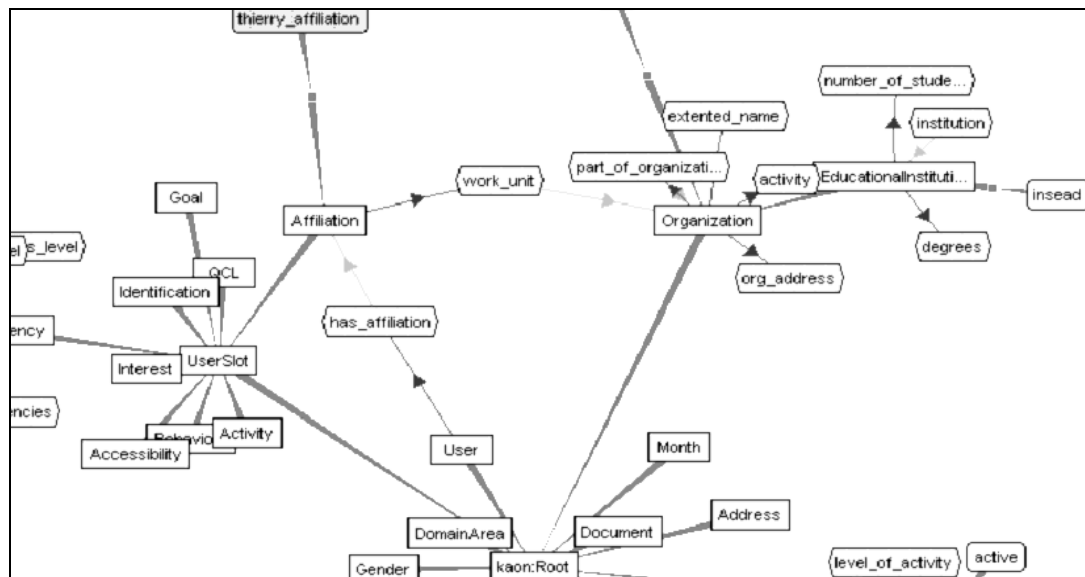 thierry_affiliation
number_of_stude...
extented_name
institution
part_of_organizati...
activity
EducationalInstituti...
work_unit
insead
Goal
Affiliation
Organization
s_level
degrees
QCL
org_address
Identification
has_affiliation
ency
UserSlot
Interest
encies
Activity
Accessibility
User
Month
Address
DomainArea
Document
Gender
kaon:Root
level_of_activity
active